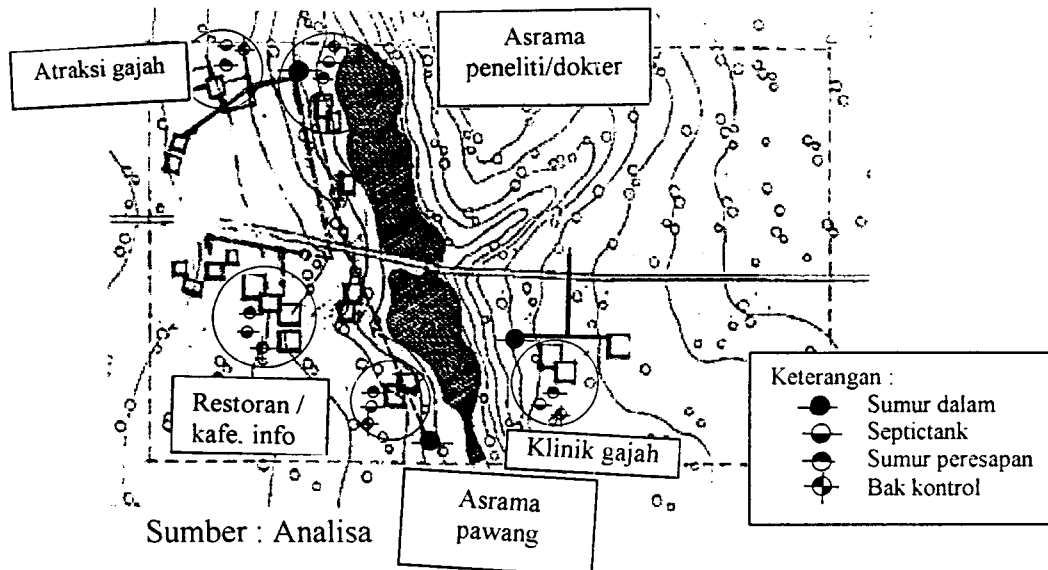 Atraksi gajah
Asrama
peneliti/dokter
Restoran /
kafe. info
Klinik gajah
Asrama
pawang
Keterangan :
Sumur dalam
Septictank
Sumur peresapan
Bak kontrol
Sumber : Analisa